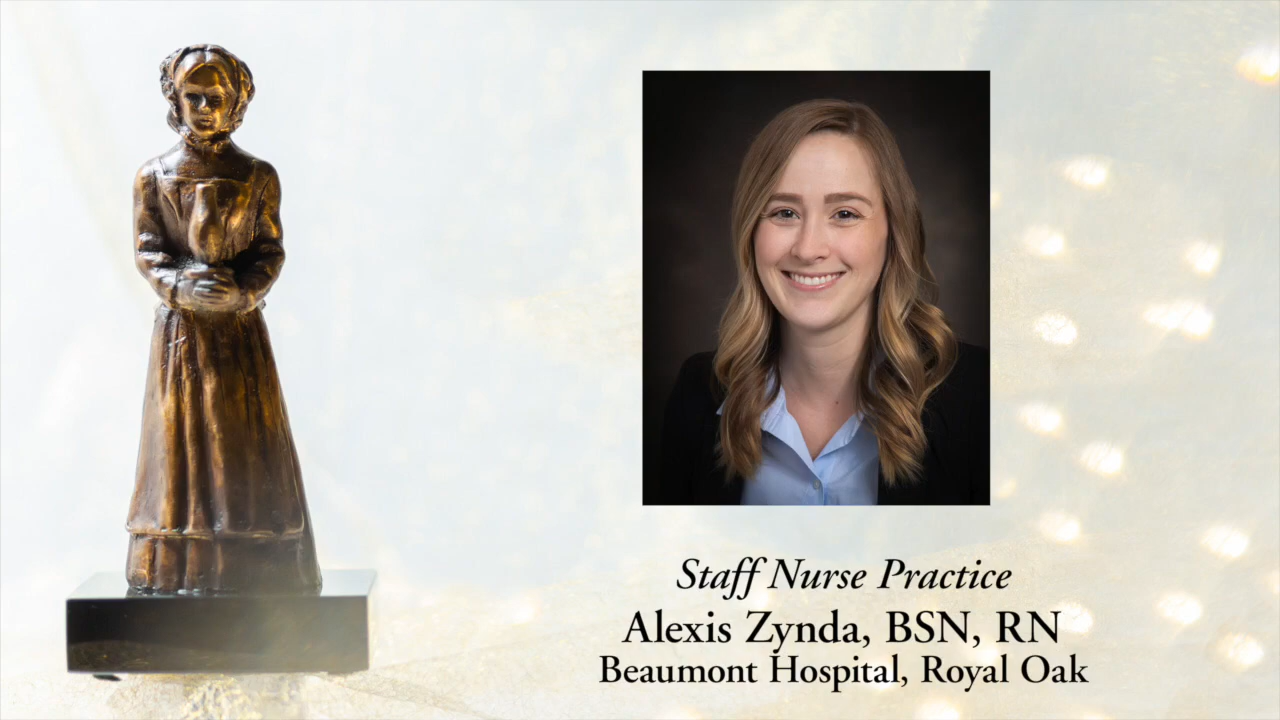 Staff Nurse Practice
Alexis Zynda, BSN, RN
Beaumont Hospital, Royal Oak